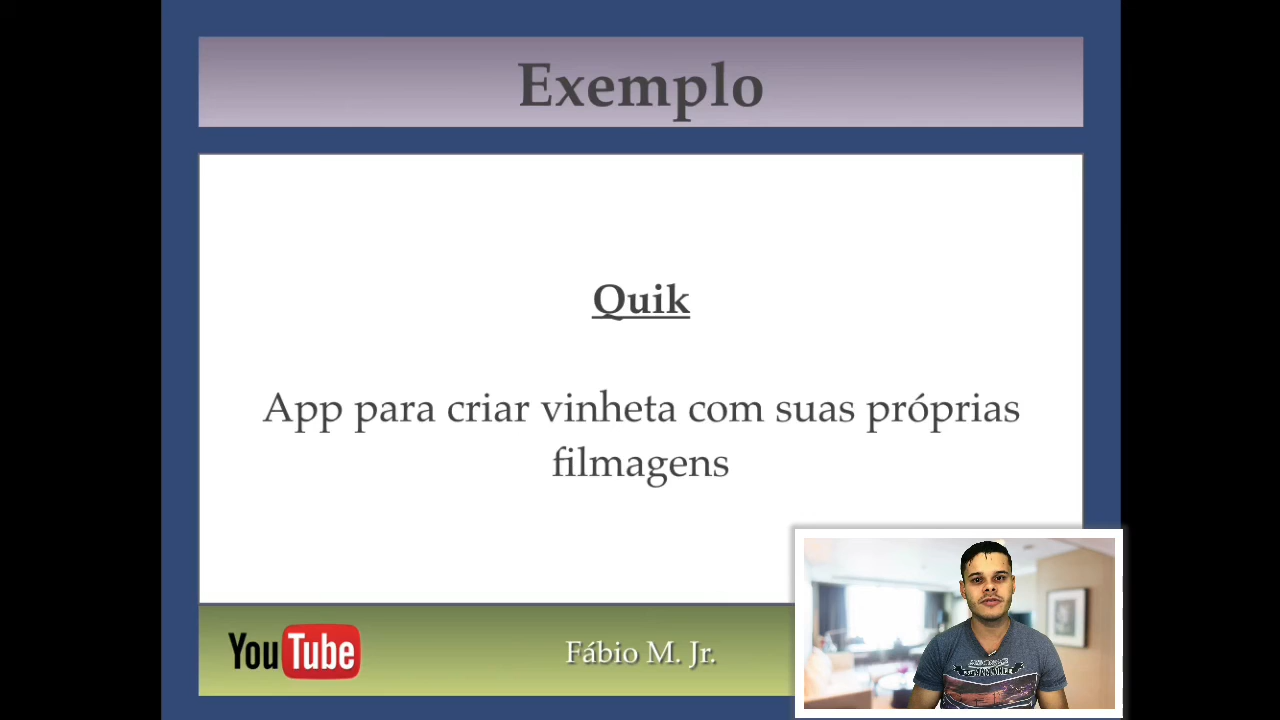 Exemplo
Quik
App para criar vinheta com suas próprias
filmagens
YouTube
Fábio M. Jr.